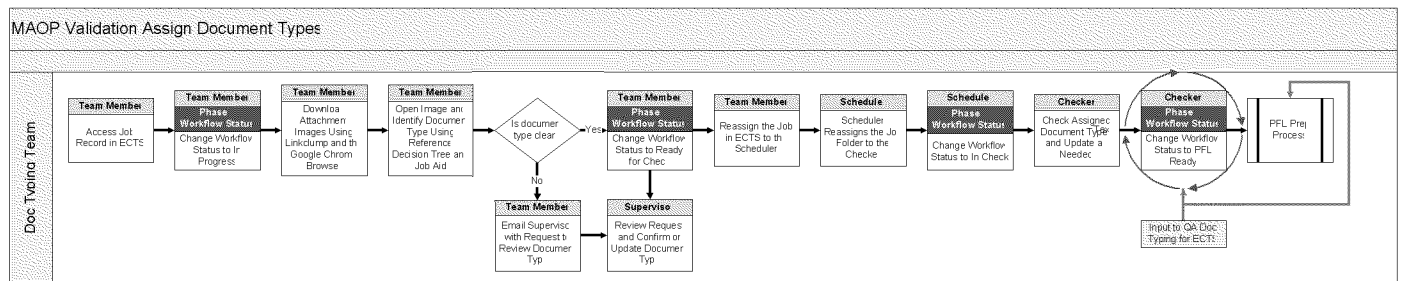 MAOP Validation Assign Document Types
Doc Typing Team
Team Member
Access Job
Record in ECTS
Team Member
Phase
Workflow Status
Change Workflow
Status to In
Progress
Team Member
Downloa
Attachmen
Images Using
Linkclump and th
Google Chrom
Browse
Team Member
Open Image and
Identify Documen
Type Using
Reference
Decision Tree an
Job Aid
Is documen
type clear
Yes
No
Team Member
Email Superviso
with Request to
Review Documen
Typ
Team Member
Phase
Workflow Status
Change Workflow
Status to Ready
for Chec
Superviso
Review Reques
and Confirm or
Update Documen
Typ
Team Member
Reassign the Job
in ECTS to th
Scheduler
Schedule
Scheduler
Reassigns the Jo
Folder to the
Checke
Schedule
Phase
Workflow Status
Change Workflow
Status to In Check
Checker
Check Assigned
Document Type
and Update a
Needed
Checker
Phase
Workflow Status
Change Workflow
Status to PFL
Ready
PFL Prep
Process
Input to QA Doc
Typing for ECTS